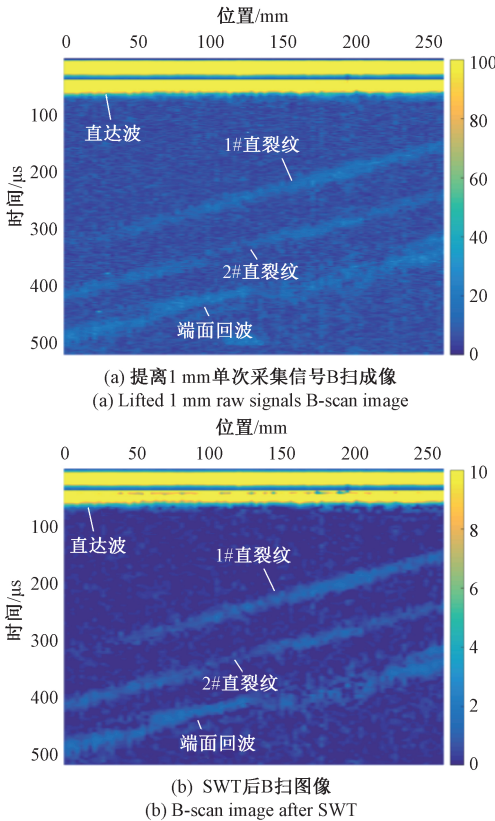 位置/mm
0 50 100 150 200 250
时间/μs
100
200
300
400
500
直达波
1#直裂纹
2#直裂纹
端面回波
100
80
60
40
20
0
(a) 提离1 mm单次采集信号B扫成像
(a) Lifted 1 mm raw signals B-scan image
位置/mm
0 50 100 150 200 250
时间/μs
100
200
300
400
500
直达波
1#直裂纹
2#直裂纹
端面回波
10
8
6
4
2
0
(b) SWT后B扫图像
(b) B-scan image after SWT